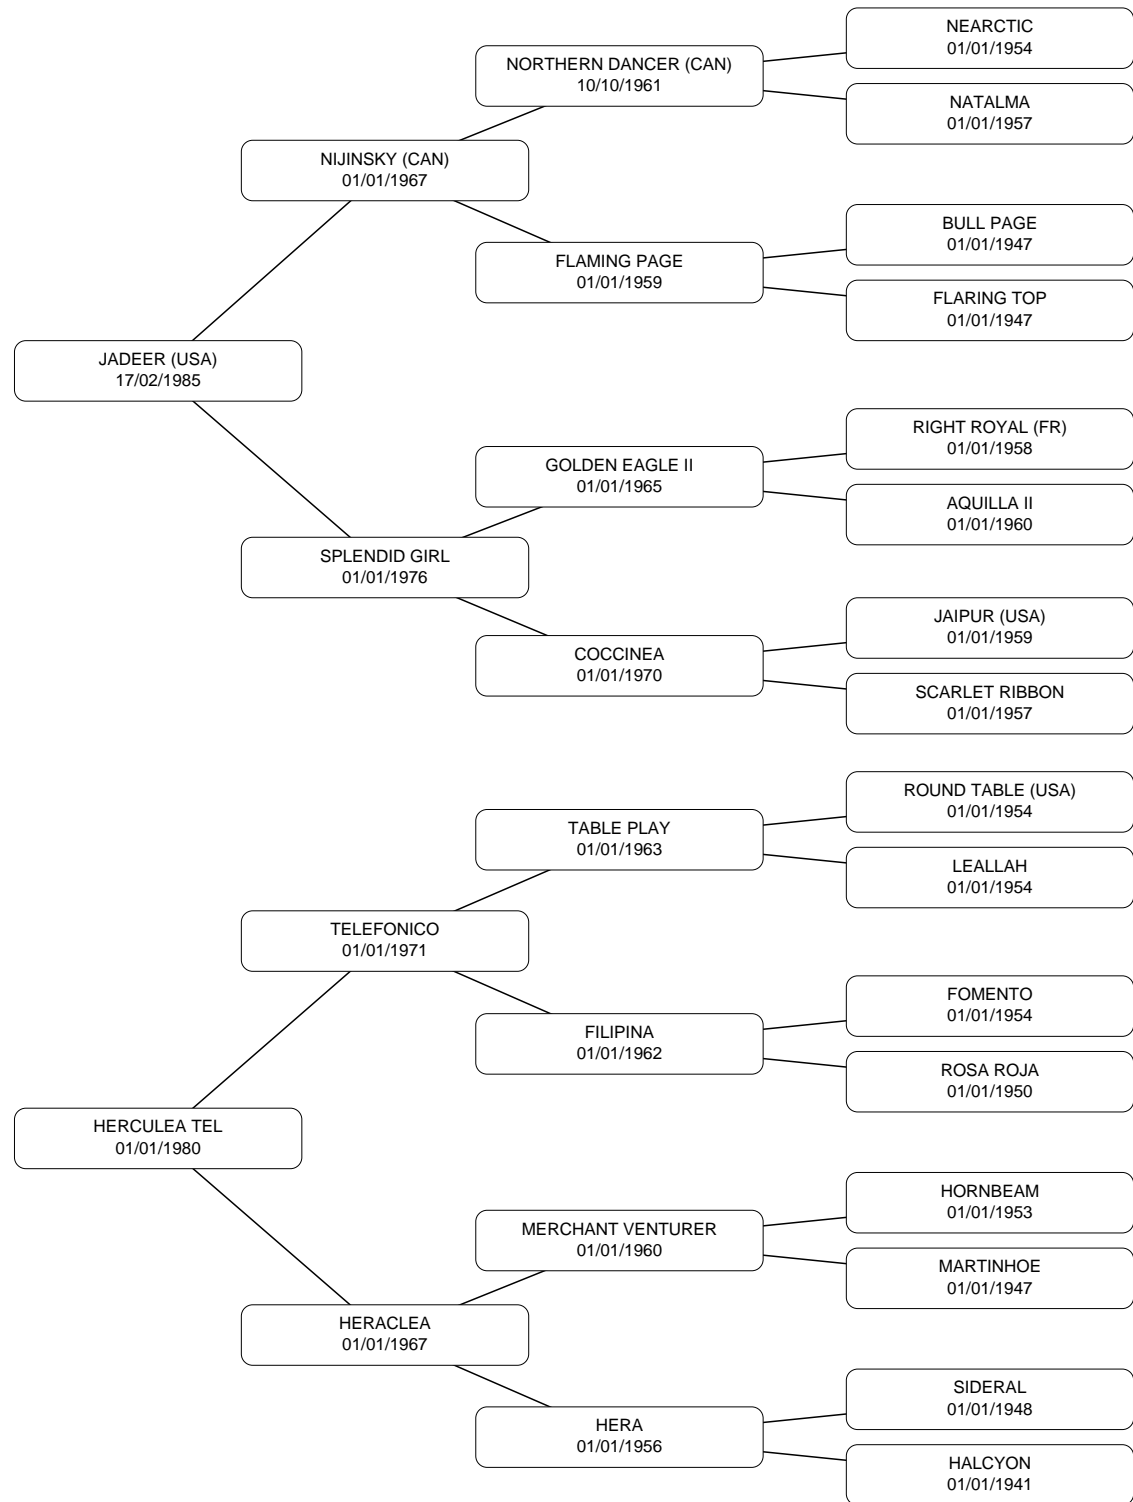 NEARCTIC
01/01/1954
NORTHERN DANCER (CAN)
10/10/1961
NATALMA
01/01/1957
NIJINSKY (CAN)
01/01/1967
BULL PAGE
01/01/1947
FLAMING PAGE
01/01/1959
FLARING TOP
01/01/1947
JADEER (USA)
17/02/1985
RIGHT ROYAL (FR)
01/01/1958
GOLDEN EAGLE II
01/01/1965
AQUILLA II
01/01/1960
SPLENDID GIRL
01/01/1976
JAIPUR (USA)
01/01/1959
COCCINEA
01/01/1970
SCARLET RIBBON
01/01/1957
ROUND TABLE (USA)
01/01/1954
TABLE PLAY
01/01/1963
LEALLAH
01/01/1954
TELEFONICO
01/01/1971
FOMENTO
01/01/1954
FILIPINA
01/01/1962
ROSA ROJA
01/01/1950
HERCULEA TEL
01/01/1980
HORNBEAM
01/01/1953
MERCHANT VENTURER
01/01/1960
MARTINHOE
01/01/1947
HERACLEA
01/01/1967
SIDERAL
01/01/1948
HERA
01/01/1956
HALCYON
01/01/1941